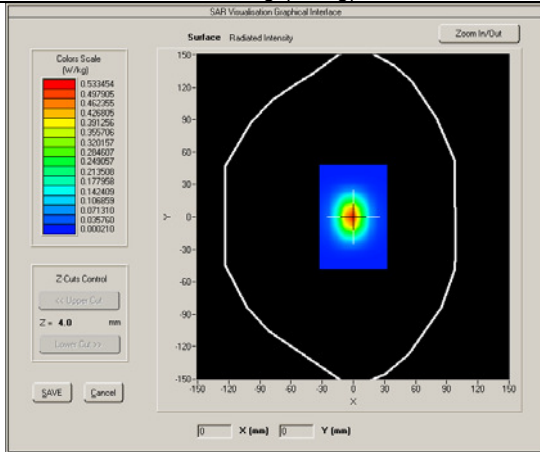 SAR Visualisation Graphical Interface
Surface Radiated Intensity
Zoom In/Out
Colors Scale
(W/kg)
0.533454
0.497905
0.462355
0.426805
0.391256
0.355706
0.320157
0.284607
0.249057
0.213508
0.177958
0.142409
0.106859
0.071310
0.035760
0.000210
Z-Cuts Control
<< Upper Cut
Z = 4.0 mm
Lower Cut >>
SAVE Cancel
150
120
90
60
30
0
-30
-60
-90
-120
-150
Y
-150 -120 -90 -60 -30 0 30 60 90 120 150
X
0 X (mm) 0 Y (mm)